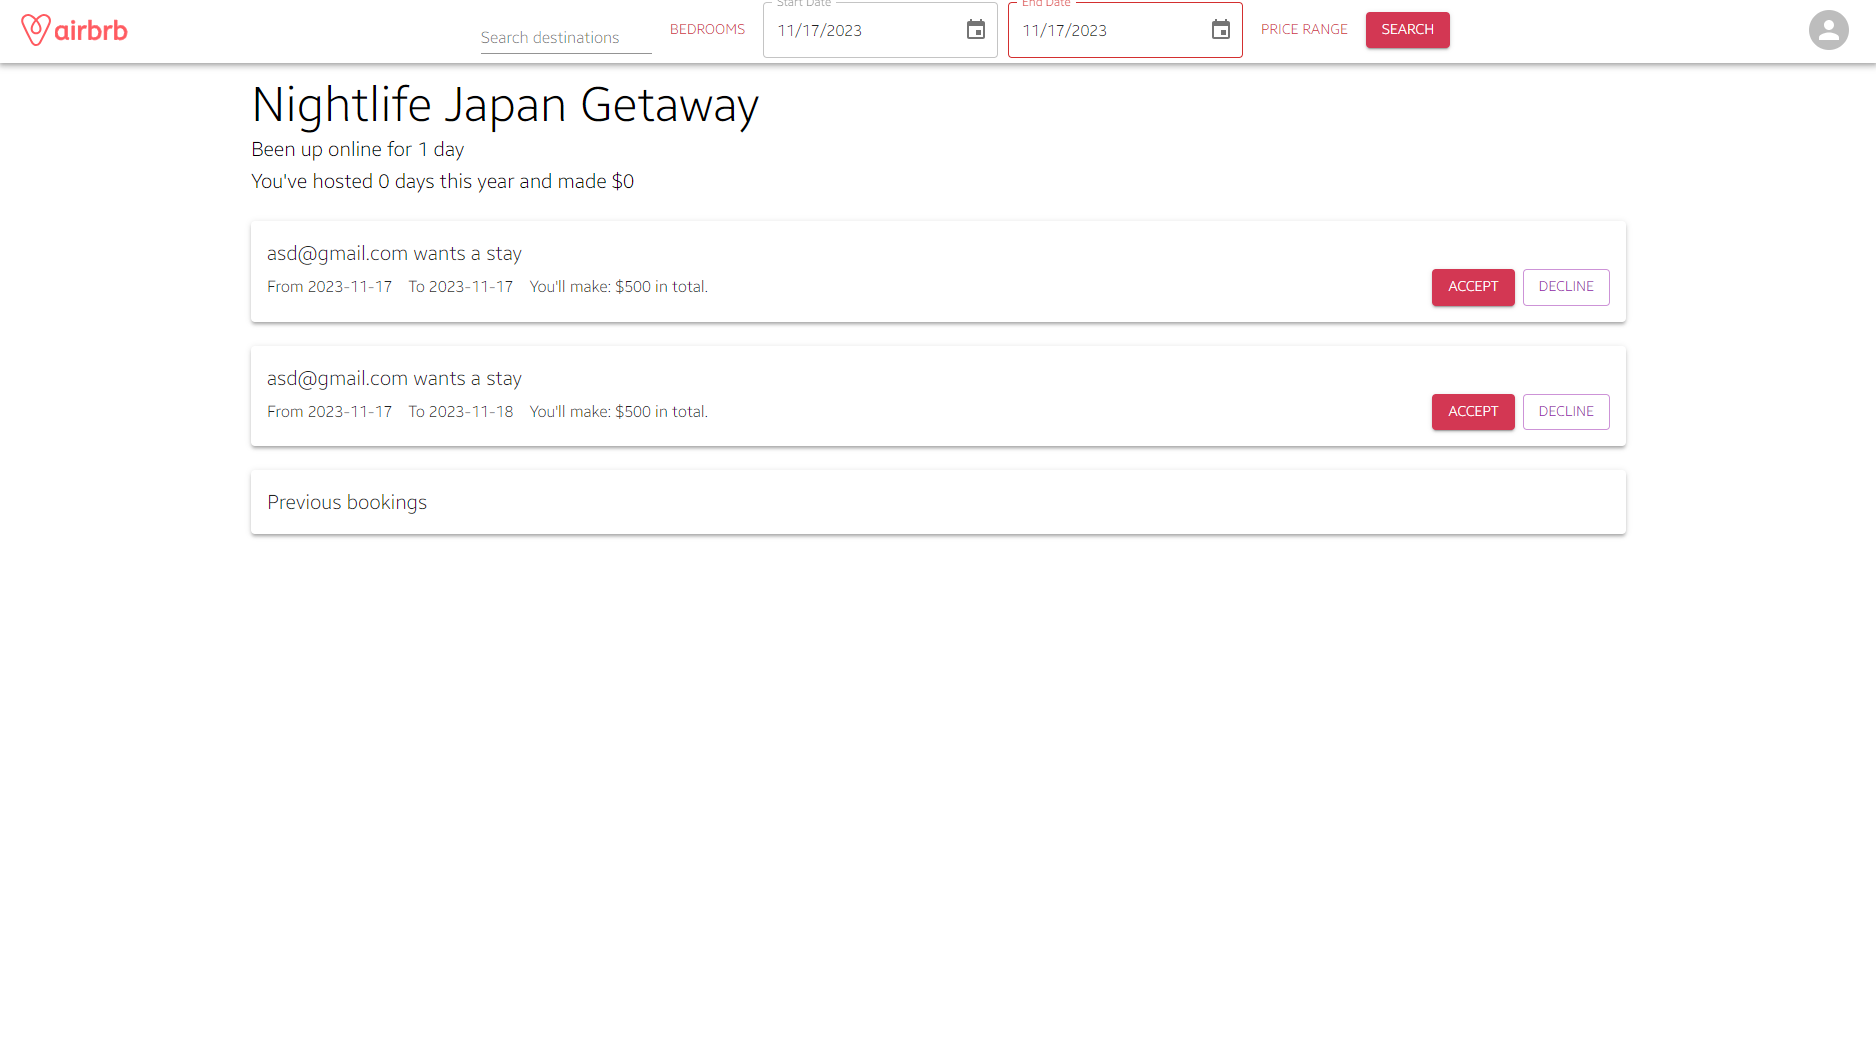 airbrb
Search destinations
BEDROOMS
Start Date
11/17/2023
End Date
11/17/2023
PRICE RANGE
SEARCH
Nightlife Japan Getaway
Been up online for 1 day
You've hosted 0 days this year and made $0
asd@gmail.com wants a stay
From 2023-11-17 To 2023-11-17 You'll make: $500 in total.
ACCEPT DECLINE
asd@gmail.com wants a stay
From 2023-11-17 To 2023-11-18 You'll make: $500 in total.
ACCEPT DECLINE
Previous bookings